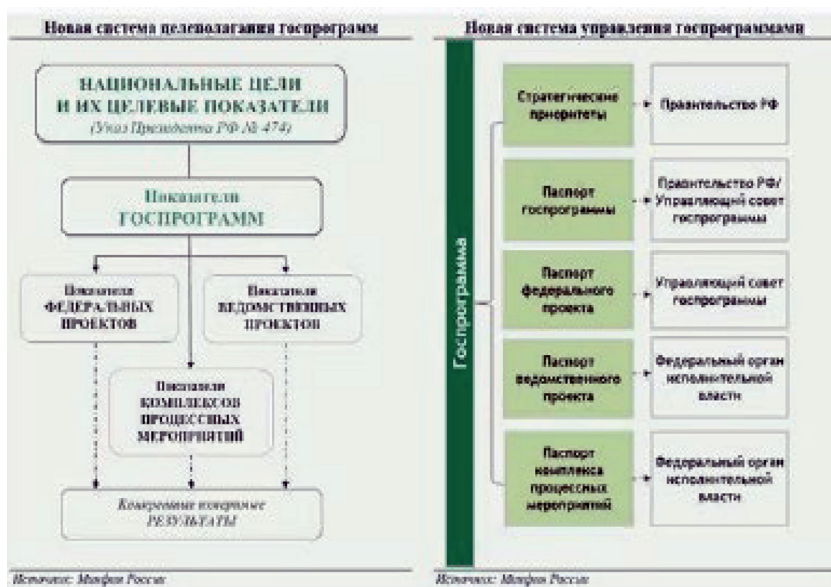 Новая система целеполагания госпрограмм
НАЦИОНАЛЬНЫЕ ЦЕЛИ
И ИХ ЦЕЛЕВЫЕ ПОКАЗАТЕЛИ
(Указ Президента РФ № 474)
Показатели
ГОСПРОГРАММ
Показатели
ФЕДЕРАЛЬНЫХ
ПРОЕКТОВ
Показатели
ВЕДОМСТВЕННЫХ
ПРОЕКТОВ
Показатели
КОМПЛЕКСОВ
ПРОЦЕССНЫХ
МЕРОПРИЯТИЙ
Конкретные
РЕЗУЛЬТАТЫ
Источник: Минфин России
Новая система управления госпрограммами
Госпрограмма
Стратегические
приоритеты
Правительство РФ
Паспорт
госпрограммы
Правительство РФ/
Управляющий совет
госпрограммы
Паспорт
федерального
проекта
Управляющий совет
госпрограммы
Паспорт
ведомственного
проекта
Федеральный орган
исполнительной
власти
Паспорт
комплекса
процессных
мероприятий
Федеральный орган
исполнительной
власти
Источник: Минфин России